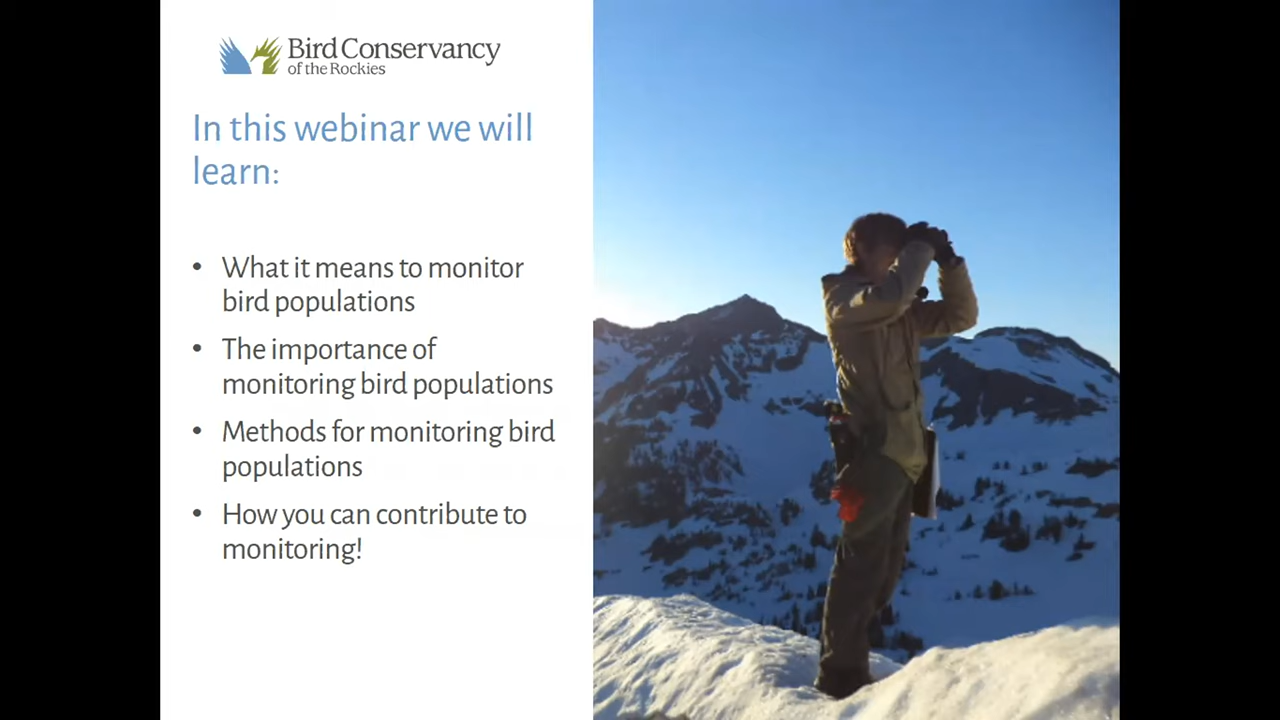 Bird Conservancy
of the Rockies
In this webinar we will
learn:
• What it means to monitor
bird populations
• The importance of
monitoring bird populations
• Methods for monitoring bird
populations
• How you can contribute to
monitoring!